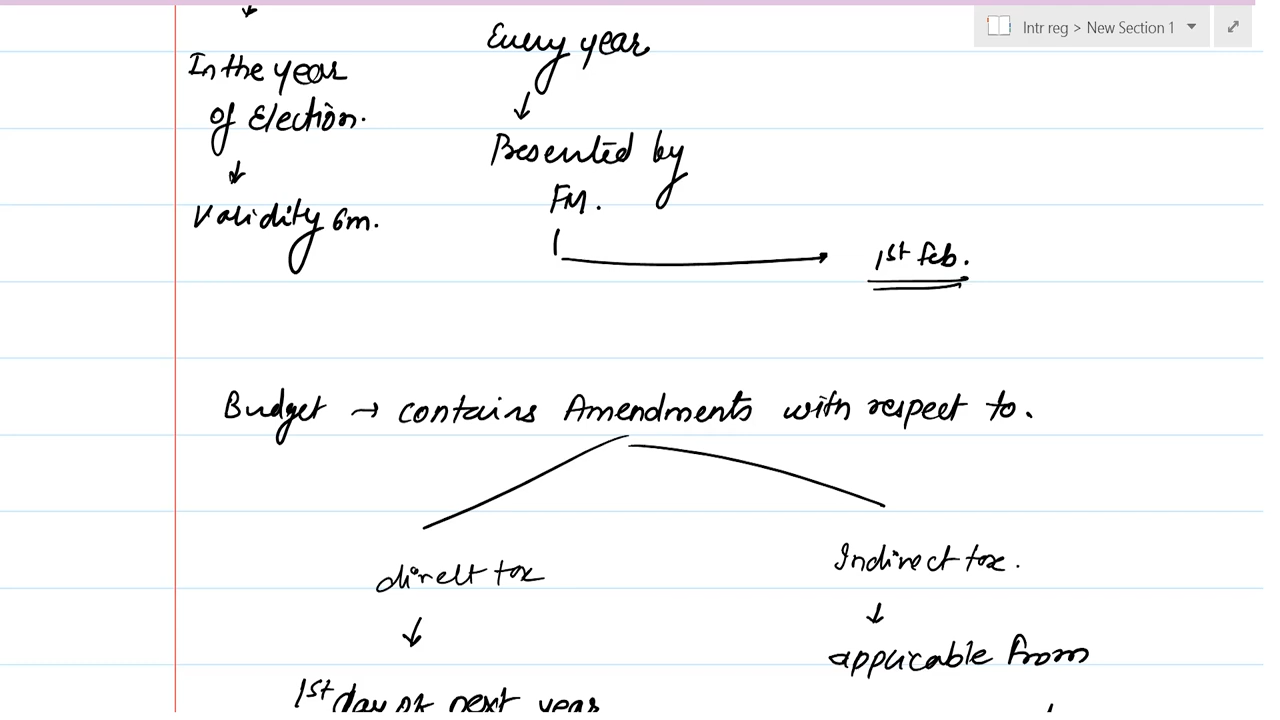 Intr reg > New Section 1
In the year
of Election.
↓
Validity 6m.
Every year
↓
Presented by
FM.
1st Feb.
Budget → contains Amendments with respect to.
direct tax
↓
1st day of next year
Indirect tax.
↓
applicable from